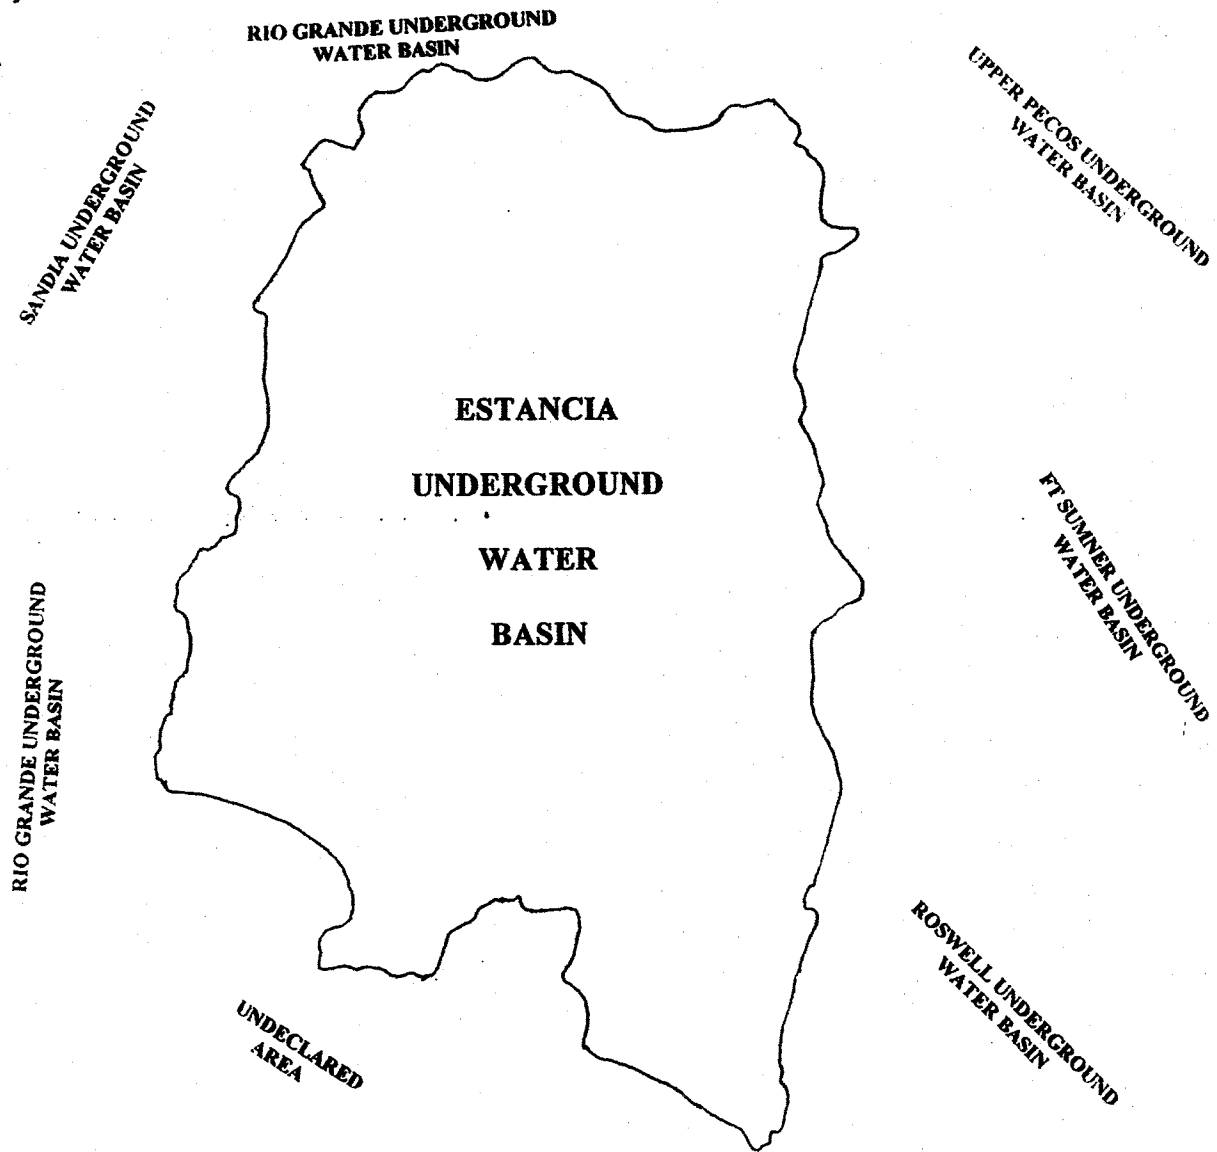 RIO GRANDE UNDERGROUND
WATER BASIN
UPPER PECOS UNDERGROUND
WATER BASIN
SANDIA UNDERGROUND
WATER BASIN
ESTANCIA
UNDERGROUND
WATER
BASIN
FT SUMNER UNDERGROUND
WATER BASIN
RIO GRANDE UNDERGROUND
WATER BASIN
ROSWELL UNDERGROUND
WATER BASIN
UNDECLARED
AREA